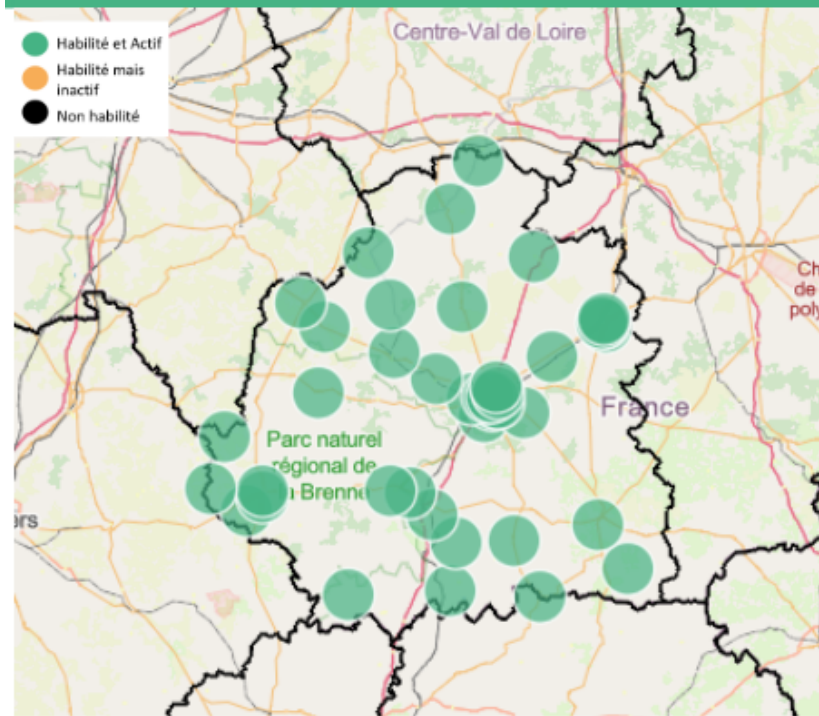 Centre-Val de Loire
Habilité et Actif
Habilité mais
inactif
Non habilité
Ch
de
poly
France
Parc naturel
régional de
la Brenne
ers